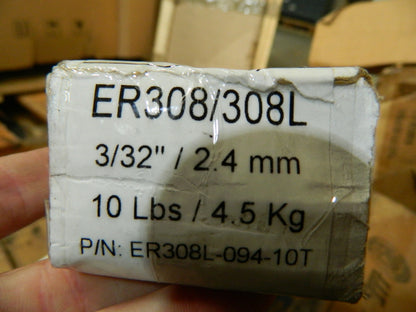 ER308/308L
3/32" / 2.4 mm
10 Lbs / 4.5 Kg
P/N: ER308L-094-10T